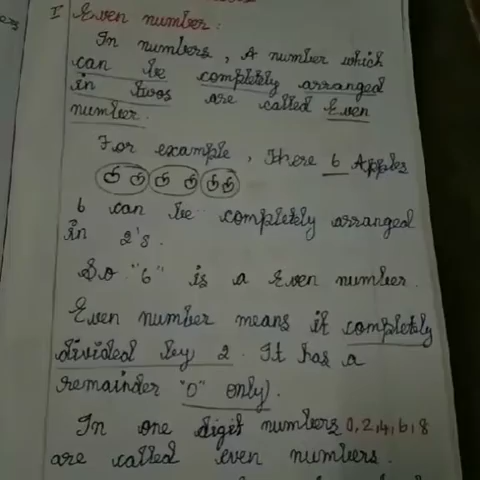 I Even number:
In numbers, A number which
can be completely arranged
in twos are called Even
number.
For example, There 6 Apples
6 can be completely arranged
in 2's.
So "6" is a Even number.
Even number means it completely
divided by 2. It has a
remainder "0" only.
In one digit numbers 0,2,4,6,8
are called even numbers.